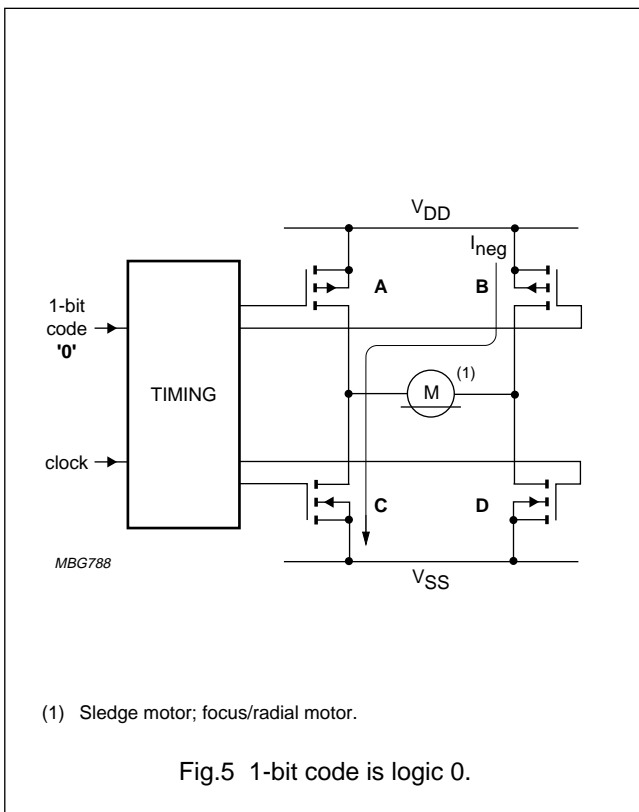 V_DD
I_neg
A
B
1-bit
code
'0'
(1)
M
TIMING
clock
C
D
MBG788
V_SS
(1) Sledge motor; focus/radial motor.
Fig.5 1-bit code is logic 0.